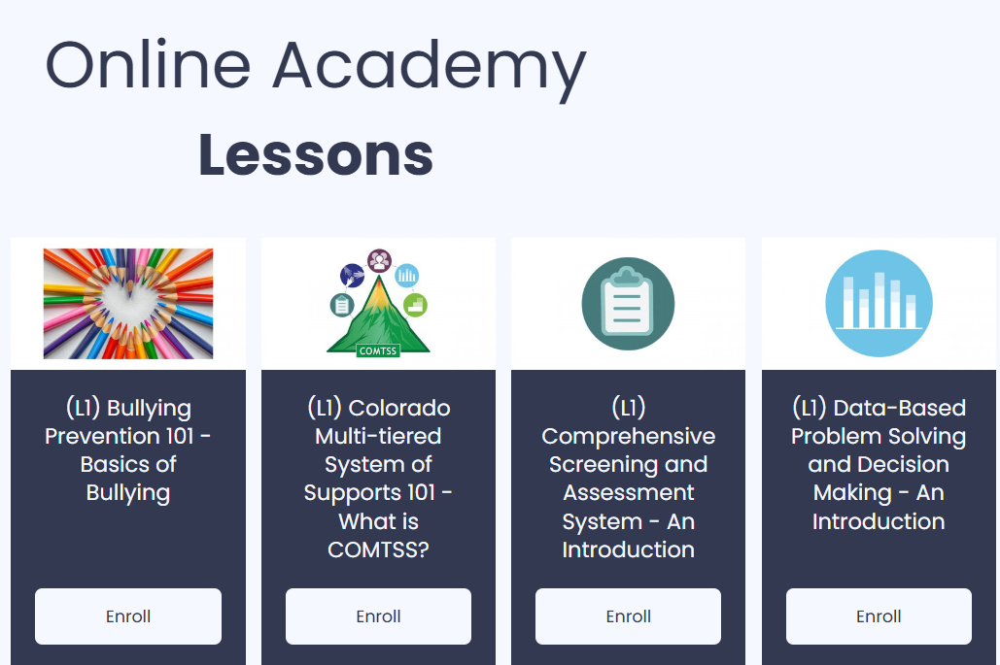 Online Academy
Lessons
COMTSS
(L1) Bullying
Prevention 101 -
Basics of
Bullying
Enroll
(L1) Colorado
Multi-tiered
System of
Supports 101 -
What is
COMTSS?
Enroll
(L1)
Comprehensive
Screening and
Assessment
System - An
Introduction
Enroll
(L1) Data-Based
Problem Solving
and Decision
Making - An
Introduction
Enroll